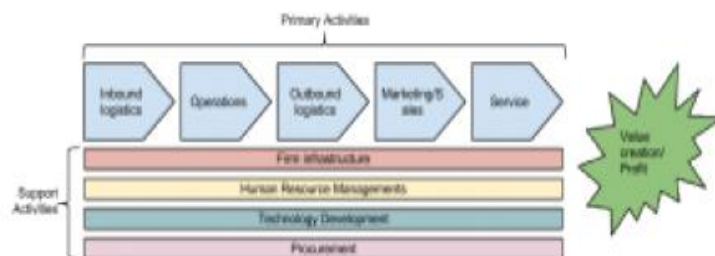 Primary Activities
Inbound
logistics
Operations
Outbound
logistics
Marketing/S
ales
Service
Value
creation/
Profit
Support
Activities
Firm infrastructure
Human Resource Managements
Technology Development
Procurement